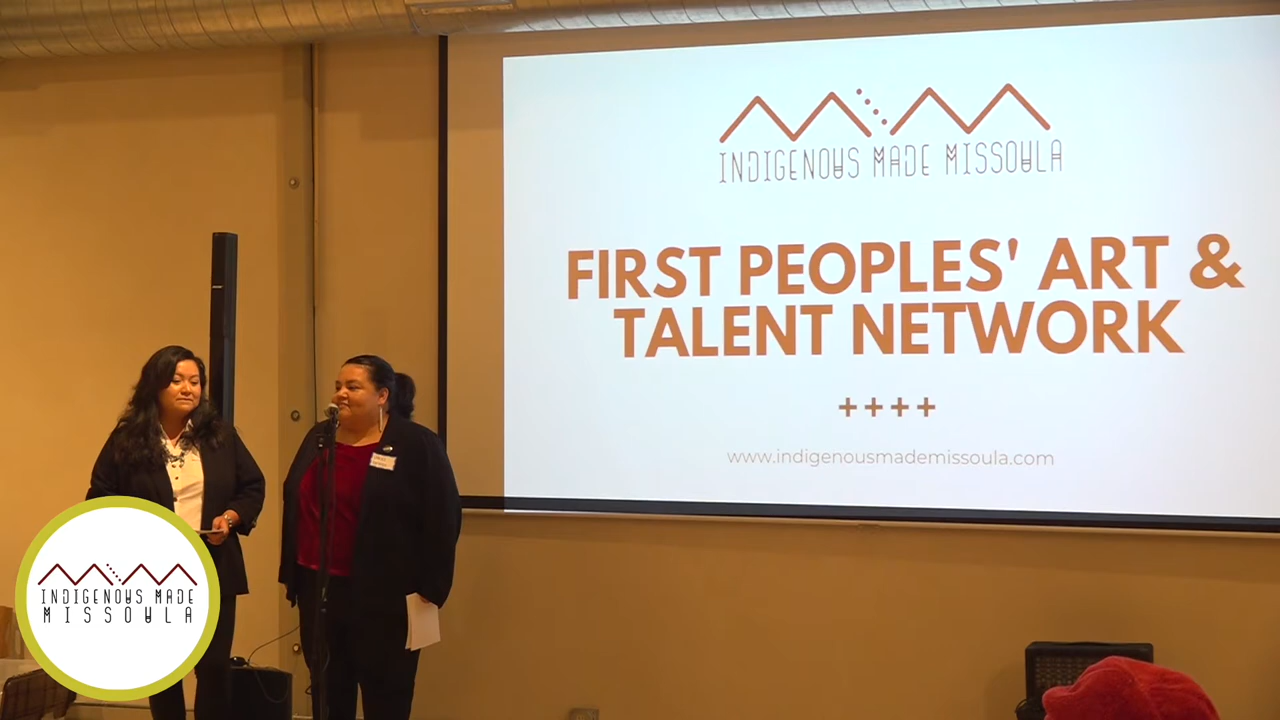 INDIGENOUS MADE MISSOULA
FIRST PEOPLES' ART &
TALENT NETWORK
++++
www.indigenousmademissoula.com
INDIGENOUS MADE
MISSOULA